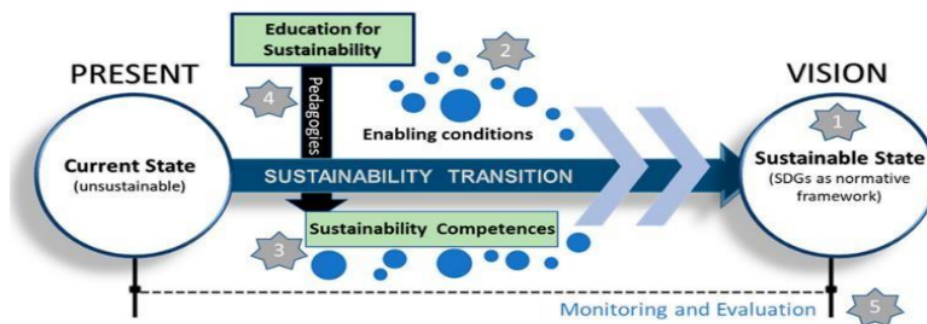 Education for
Sustainability
2
PRESENT
VISION
4
Pedagogies
1
Enabling conditions
Current State
(unsustainable)
SUSTAINABILITY TRANSITION
Sustainable State
(SDGs as normative
framework)
Sustainability Competences
3
Monitoring and Evaluation
5